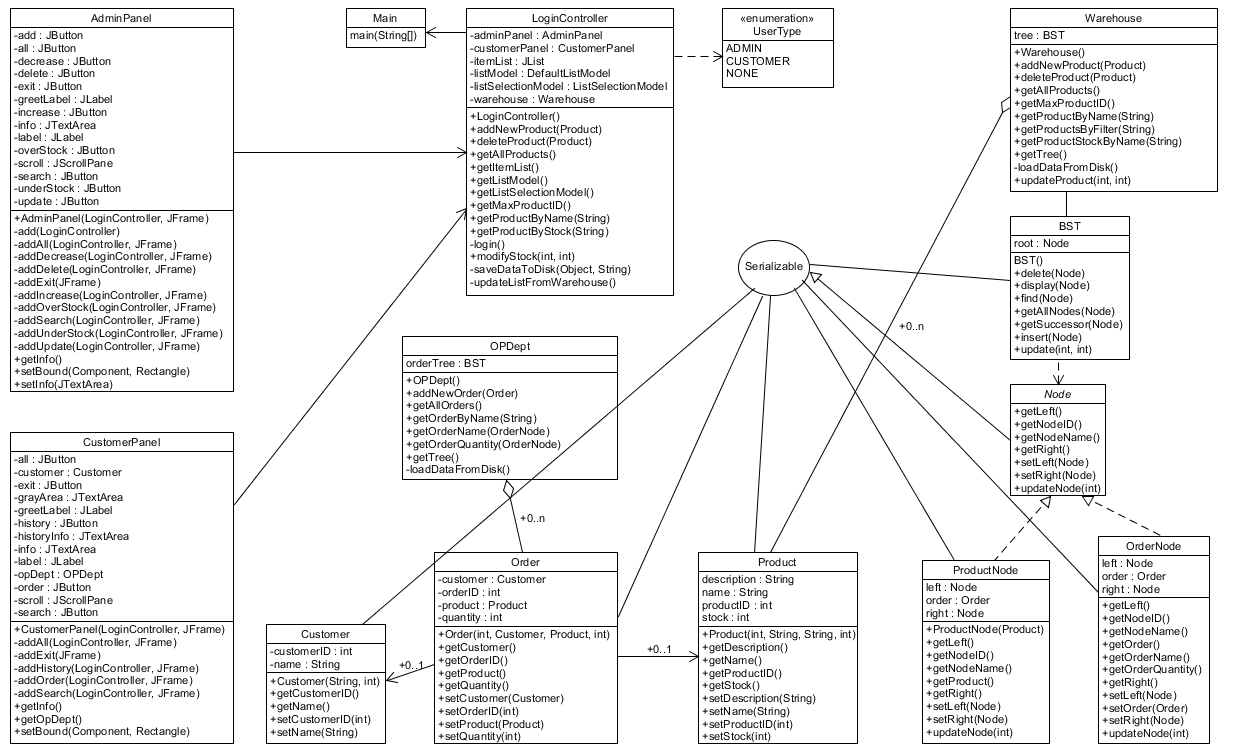 AdminPanel
-add : JButton
-all : JButton
-decrease : JButton
-delete : JButton
-exit : JButton
-greetLabel : JLabel
-increase : JButton
-info : JTextArea
-label : JLabel
-overStock : JButton
-scroll : JScrollPane
-search : JButton
-underStock : JButton
-update : JButton
+AdminPanel(LoginController, JFrame)
-add(LoginController)
-addAll(LoginController, JFrame)
-addDecrease(LoginController, JFrame)
-addDelete(LoginController, JFrame)
-addExit(JFrame)
-addIncrease(LoginController, JFrame)
-addOverStock(LoginController, JFrame)
-addSearch(LoginController, JFrame)
-addUnderStock(LoginController, JFrame)
-addUpdate(LoginController, JFrame)
+getInfo()
+setBound(Component, Rectangle)
+setInfo(JTextArea)
Main
main(String[])
LoginController
-adminPanel : AdminPanel
-customerPanel : CustomerPanel
-itemList : JList
-listModel : DefaultListModel
-listSelectionModel : ListSelectionModel
-warehouse : Warehouse
+LoginController()
+addNewProduct(Product)
+deleteProduct(Product)
+getAllProducts()
+getItemList()
+getListModel()
+getListSelectionModel()
+getMaxProductID()
+getProductByName(String)
+getProductByStock(String)
-login()
+modifyStock(int, int)
-saveDataToDisk(Object, String)
-updateListFromWarehouse()
«enumeration»
UserType
ADMIN
CUSTOMER
NONE
Warehouse
tree : BST
+Warehouse()
+addNewProduct(Product)
+deleteProduct(Product)
+getAllProducts()
+getMaxProductID()
+getProductByName(String)
+getProductsByFilter(String)
+getProductStockByName(String)
+getTree()
-loadDataFromDisk()
+updateProduct(int, int)
BST
root : Node
BST()
+delete(Node)
+display(Node)
+find(Node)
+getAllNodes(Node)
+getSuccessor(Node)
+insert(Node)
+update(int, int)
Serializable
+0..n
OPDept
orderTree : BST
+OPDept()
+addNewOrder(Order)
+getAllOrders()
+getOrderByName(String)
+getOrderName(OrderNode)
+getOrderQuantity(OrderNode)
+getTree()
-loadDataFromDisk()
+0..n
Node
+getLeft()
+getNodeID()
+getNodeName()
+getRight()
+setLeft(Node)
+setRight(Node)
+updateNode(int)
CustomerPanel
-all : JButton
-customer : Customer
-exit : JButton
-grayArea : JTextArea
-greetLabel : JLabel
-history : JButton
-historyInfo : JTextArea
-info : JTextArea
-label : JLabel
-opDept : OPDept
-order : JButton
-scroll : JScrollPane
-search : JButton
+CustomerPanel(LoginController, JFrame)
-addAll(LoginController, JFrame)
-addExit(JFrame)
-addHistory(LoginController, JFrame)
-addOrder(LoginController, JFrame)
-addSearch(LoginController, JFrame)
+getInfo()
+getOpDept()
+setBound(Component, Rectangle)
Customer
-customerID : int
-name : String
+Customer(String, int)
+getCustomerID()
+getName()
+setCustomerID(int)
+setName(String)
+0..1
Order
-customer : Customer
-orderID : int
-product : Product
-quantity : int
+Order(int, Customer, Product, int)
+getCustomer()
+getOrderID()
+getProduct()
+getQuantity()
+setCustomer(Customer)
+setOrderID(int)
+setProduct(Product)
+setQuantity(int)
+0..1
Product
description : String
name : String
productID : int
stock : int
+Product(int, String, String, int)
+getDescription()
+getName()
+getProductID()
+getStock()
+setDescription(String)
+setName(String)
+setProductID(int)
+setStock(int)
ProductNode
left : Node
order : Order
right : Node
+ProductNode(Product)
+getLeft()
+getNodeID()
+getNodeName()
+getProduct()
+getRight()
+setLeft(Node)
+setRight(Node)
+updateNode(int)
OrderNode
left : Node
order : Order
right : Node
+getLeft()
+getNodeID()
+getNodeName()
+getOrder()
+getOrderName()
+getOrderQuantity()
+getRight()
+setLeft(Node)
+setOrder(Order)
+setRight(Node)
+updateNode(int)